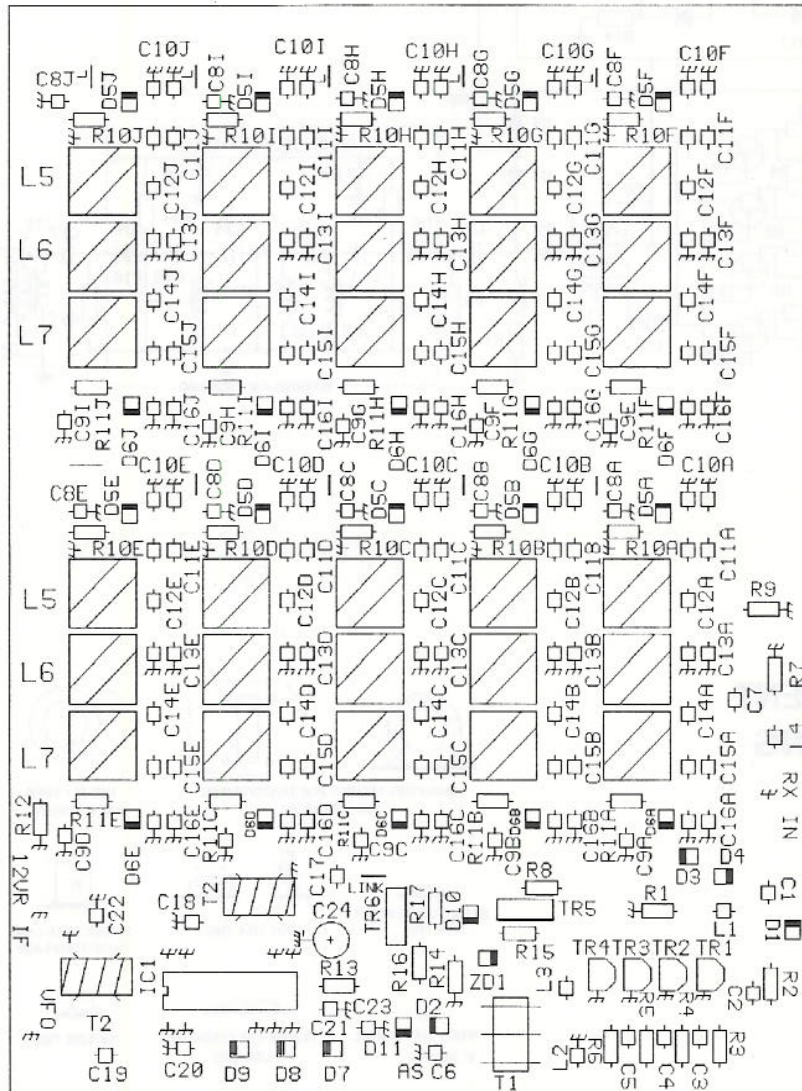 C10J C8I C10I C8H C10H C8G C10G C8F C10F
C8J L D5J L D5I L D5H L D5G D5F
R10J C11J R10I C11I R10H C11H R10G C11G R10F C11F
L5 C12J C12I C12H C12G C12F
L6 C13J C13I C13H C13G C13F
C14J C14I C14H C14G C14F
L7 C15J C15I C15H C15G C15F
C9I R11J D6J C16J C9H R11I D6I C16I C9G R11H D6H C16H C9F R11G D6G C16G C9E R11F D6F C16F
C8E D5E C10E C8D D5D C10D C8C D5C C10C C8B D5B C10B C8A D5A C10A
R10E C11E R10D C11D R10C C11C R10B C11B R10A C11A
L5 C12E C12D C12C C12B C12A R9
L6 C13E C13D C13C C13B C13A R7
C14E C14D C14C C14B C14A C7
L7 C15E C15D C15C C15B C15A L4
RX IN
R12 C9D R11E D6E C16E R11C D6D C16D R11C D6C C9C C16C R11B C9B D6B C16B R11A C9A D6A C16A
D3 D4
12VR IF C22 C18 T2 C17 LINK TR6 R17 D10 R8 TR5 R1 L1 C1 D1
C24 R15
VFO T2 IC1 R13 R16 R14 ZD1 L3 TR4 TR3 TR2 TR1 C2 R2
C23 C21 D2 R5 R4
C19 C20 D9 D8 D7 D11 AS C6 T1 L2 R6 C5 C4 C3 R3